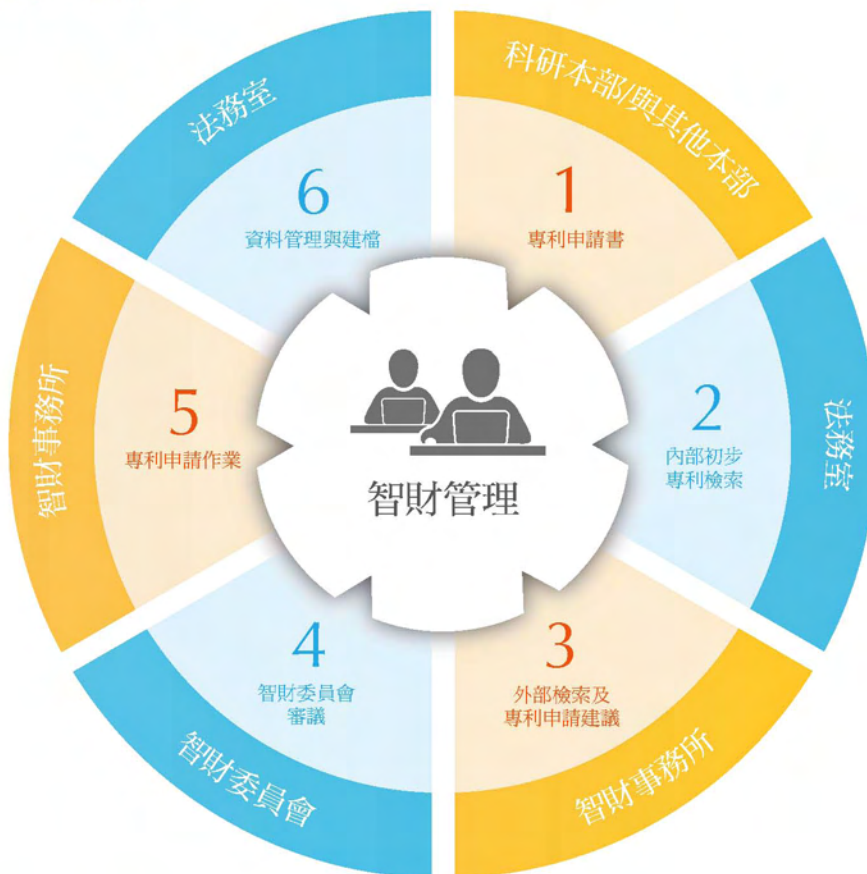 科研本部/與其他本部
1
專利申請書
法務室
2
內部初步
專利檢索
智財事務所
3
外部檢索及
專利申請建議
智財委員會
4
智財委員會
審議
智財事務所
5
專利申請作業
法務室
6
資料管理與建檔
智財管理